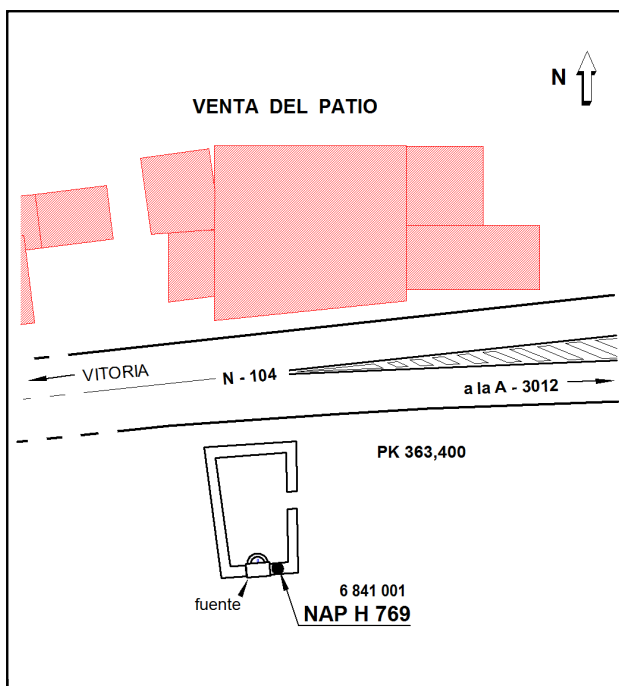 N
VENTA DEL PATIO
VITORIA
N - 104
a la A - 3012
PK 363,400
6 841 001
fuente
NAP H 769